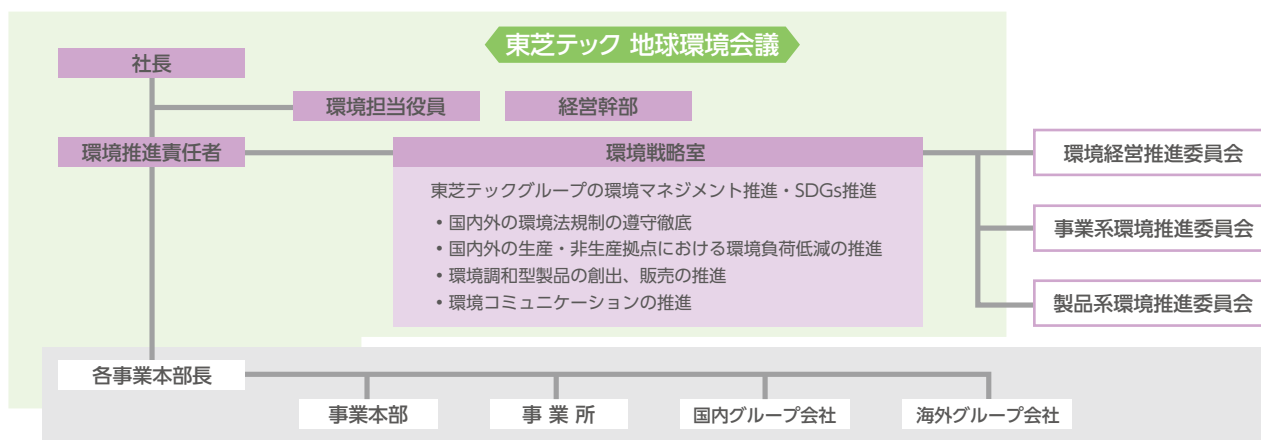 東芝テック 地球環境会議
社長
環境担当役員
経営幹部
環境推進責任者
環境戦略室
東芝テックグループの環境マネジメント推進・SDGs推進
• 国内外の環境法規制の遵守徹底
• 国内外の生産・非生産拠点における環境負荷低減の推進
• 環境調和型製品の創出、販売の推進
• 環境コミュニケーションの推進
環境経営推進委員会
事業系環境推進委員会
製品系環境推進委員会
各事業本部長
事業本部
事 業 所
国内グループ会社
海外グループ会社